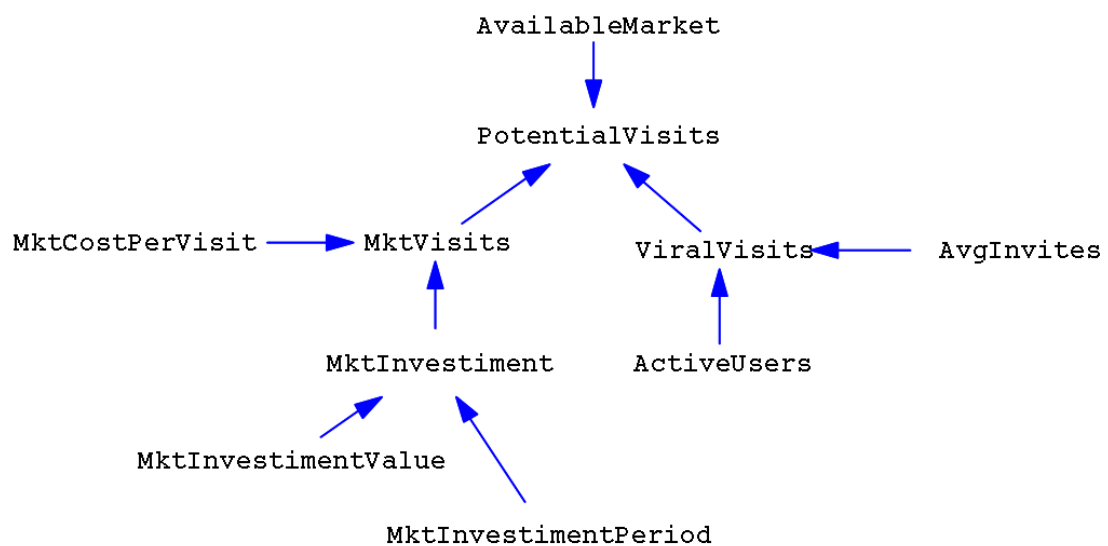 AvailableMarket
PotentialVisits
MktCostPerVisit
MktVisits
ViralVisits
AvgInvites
MktInvestiment
ActiveUsers
MktInvestimentValue
MktInvestimentPeriod